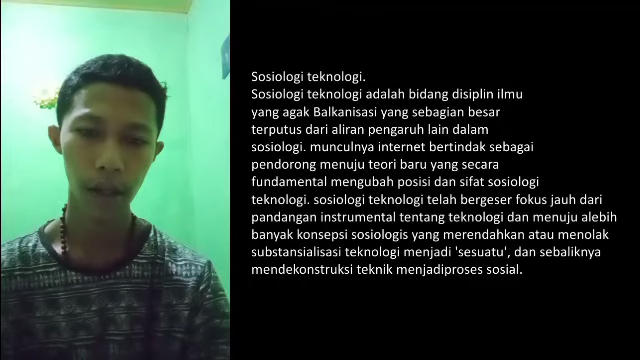 Sosiologi teknologi.
Sosiologi teknologi adalah bidang disiplin ilmu
yang agak Balkanisasi yang sebagian besar
terputus dari aliran pengaruh lain dalam
sosiologi. munculnya internet bertindak sebagai
pendorong menuju teori baru yang secara
fundamental mengubah posisi dan sifat sosiologi
teknologi. sosiologi teknologi telah bergeser fokus jauh dari
pandangan instrumental tentang teknologi dan menuju alebih
banyak konsepsi sosiologis yang merendahkan atau menolak
substansialisasi teknologi menjadi 'sesuatu', dan sebaliknya
mendekonstruksi teknik menjadiproses sosial.